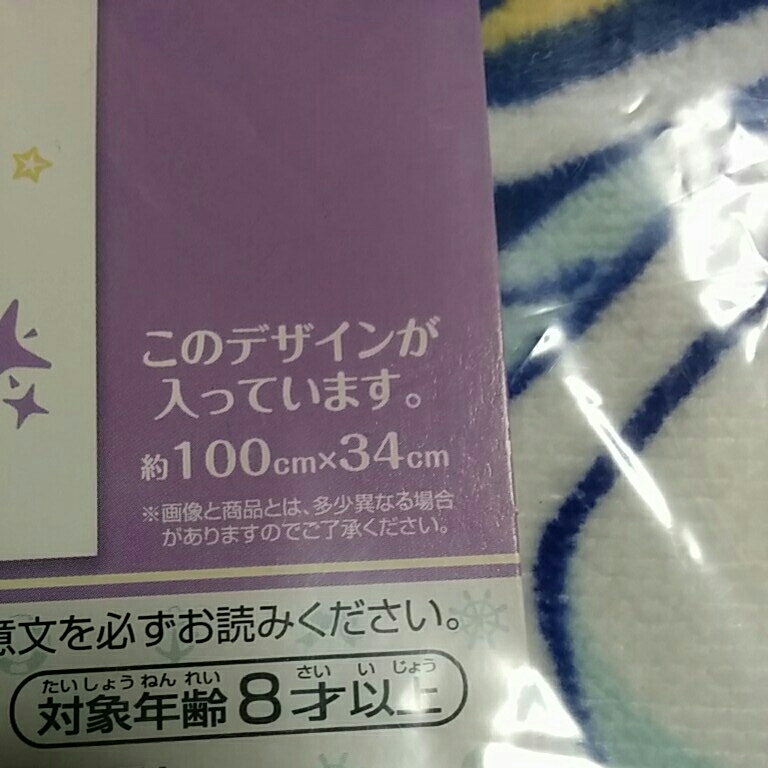 このデザインが
入っています。
約100cm×34cm
※画像と商品とは、多少異なる場合
がありますのでご了承ください。
意文を必ずお読みください。
たいしょうねんれい さい いじょう
対象年齢8才以上